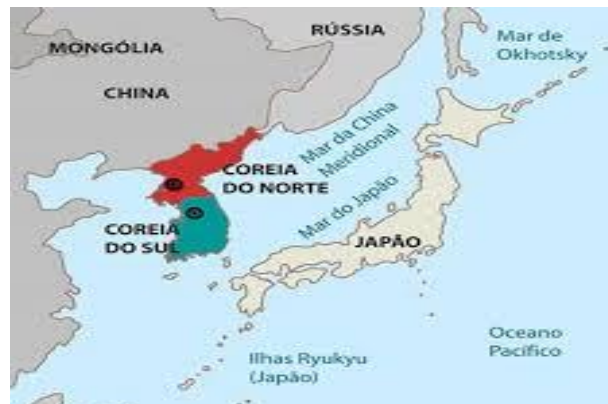 RÚSSIA
Mar de
Okhotsky
MONGÓLIA
CHINA
Mar da China
Meridional
COREIA
DO NORTE
Mar do Japão
COREIA
DO SUL
JAPÃO
Oceano
Pacífico
Ilhas Ryukyu
(Japão)